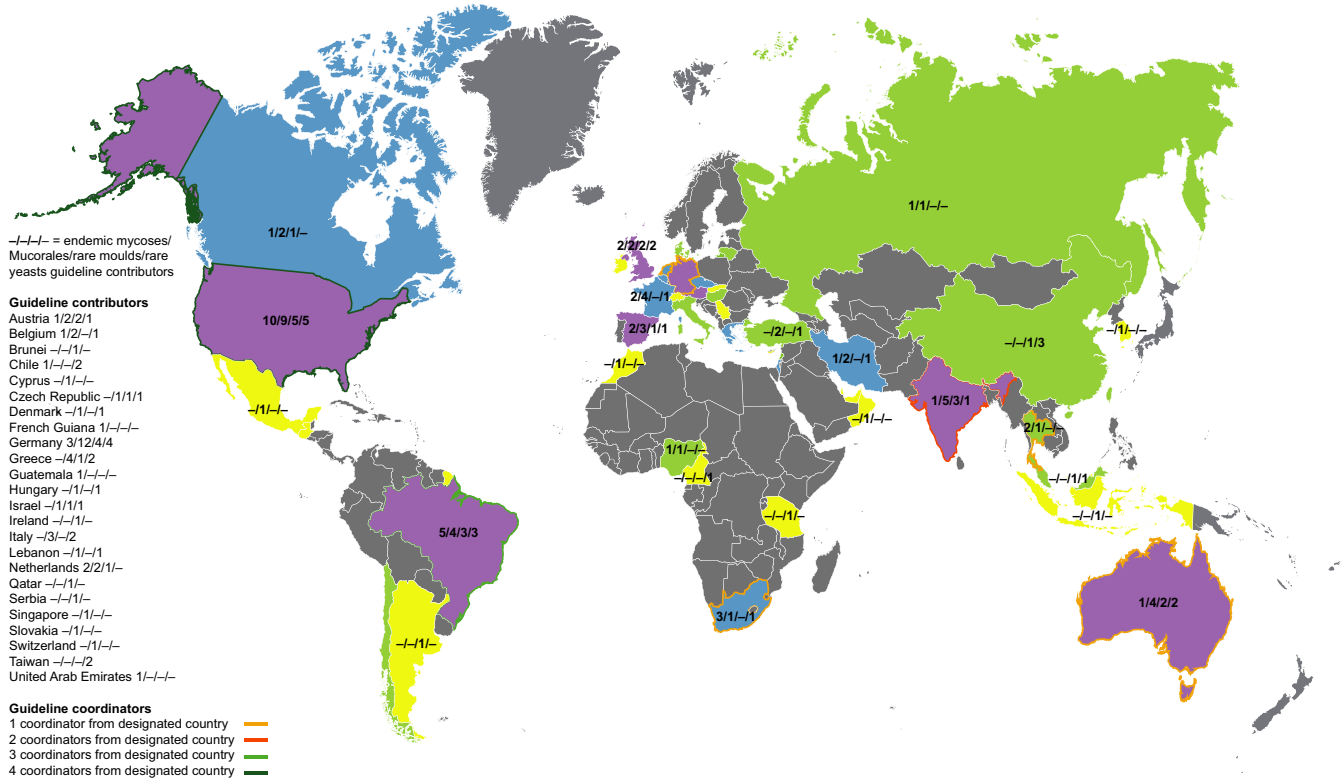 –/–/–/– = endemic mycoses/
Mucorales/rare moulds/rare
yeasts guideline contributors
Guideline contributors
Austria 1/2/2/1
Belgium 1/2/–/1
Brunei –/–/1/–
Chile 1/–/–/2
Cyprus –/1/–/–
Czech Republic –/1/1/1
Denmark –/1/–/1
French Guiana 1/–/–/–
Germany 3/12/4/4
Greece –/4/1/2
Guatemala 1/–/–/–
Hungary –/1/–/1
Israel –/1/1/1
Ireland –/–/1/–
Italy –/3/–/2
Lebanon –/1/–/1
Netherlands 2/2/1/–
Qatar –/–/1/–
Serbia –/–/1/–
Singapore –/1/–/–
Slovakia –/1/–/–
Switzerland –/1/–/–
Taiwan –/–/–/2
United Arab Emirates 1/–/–/–
Guideline coordinators
1 coordinator from designated country
2 coordinators from designated country
3 coordinators from designated country
4 coordinators from designated country
1/2/1/–
10/9/5/5
–/1/–/–
5/4/3/3
–/–/1/–
2/2/2/2
2/4/–/1
2/3/1/1
–/1/–/–
–/2/–/1
1/1/–/–
1/2/–/1
–/1/–/–
1/5/3/1
–/–/1/3
–/1/–/–
2/1/–/–
–/–/1/1
–/–/1/–
1/1/–/–
–/–/–/1
–/–/1/–
3/1/–/1
1/4/2/2